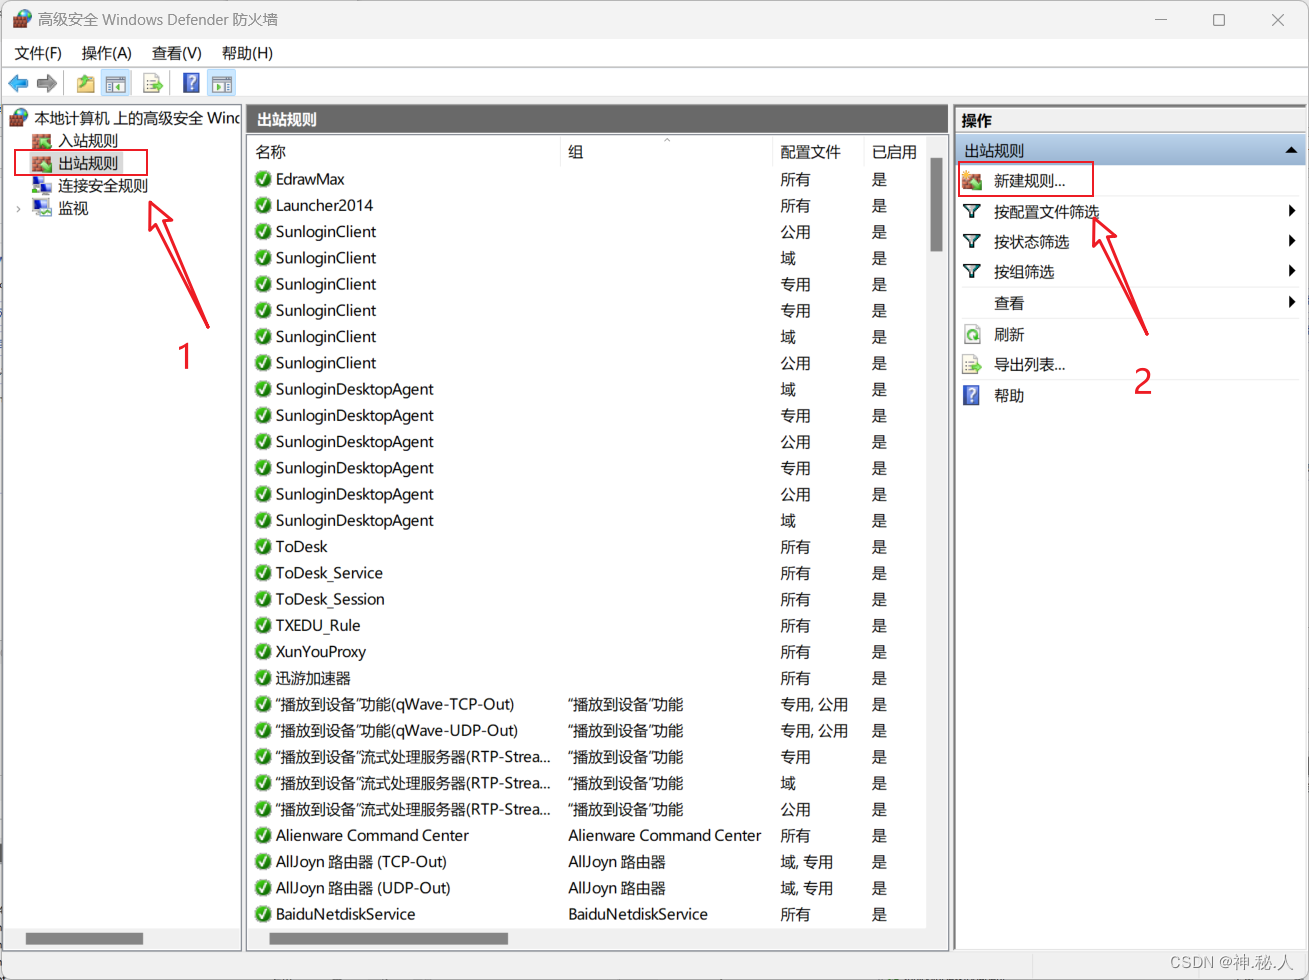 高级安全 Windows Defender 防火墙
文件(F) 操作(A) 查看(V) 帮助(H)
本地计算机 上的高级安全 Wind
入站规则
出站规则
连接安全规则
监视
1
出站规则
名称 组 配置文件 已启用
EdrawMax 所有 是
Launcher2014 所有 是
SunloginClient 公用 是
SunloginClient 域 是
SunloginClient 专用 是
SunloginClient 专用 是
SunloginClient 域 是
SunloginClient 公用 是
SunloginDesktopAgent 域 是
SunloginDesktopAgent 专用 是
SunloginDesktopAgent 公用 是
SunloginDesktopAgent 专用 是
SunloginDesktopAgent 公用 是
SunloginDesktopAgent 域 是
ToDesk 所有 是
ToDesk_Service 所有 是
ToDesk_Session 所有 是
TXEDU_Rule 所有 是
XunYouProxy 所有 是
迅游加速器 所有 是
“播放到设备”功能(qWave-TCP-Out) “播放到设备”功能 专用, 公用 是
“播放到设备”功能(qWave-UDP-Out) “播放到设备”功能 专用, 公用 是
“播放到设备”流式处理服务器(RTP-Strea... “播放到设备”功能 专用 是
“播放到设备”流式处理服务器(RTP-Strea... “播放到设备”功能 域 是
“播放到设备”流式处理服务器(RTP-Strea... “播放到设备”功能 公用 是
Alienware Command Center Alienware Command Center 所有 是
AllJoyn 路由器 (TCP-Out) AllJoyn 路由器 域, 专用 是
AllJoyn 路由器 (UDP-Out) AllJoyn 路由器 域, 专用 是
BaiduNetdiskService BaiduNetdiskService 所有 是
操作
出站规则
新建规则...
按配置文件筛选
按状态筛选
按组筛选
查看
刷新
导出列表...
帮助
2
CSDN @神.秘.人